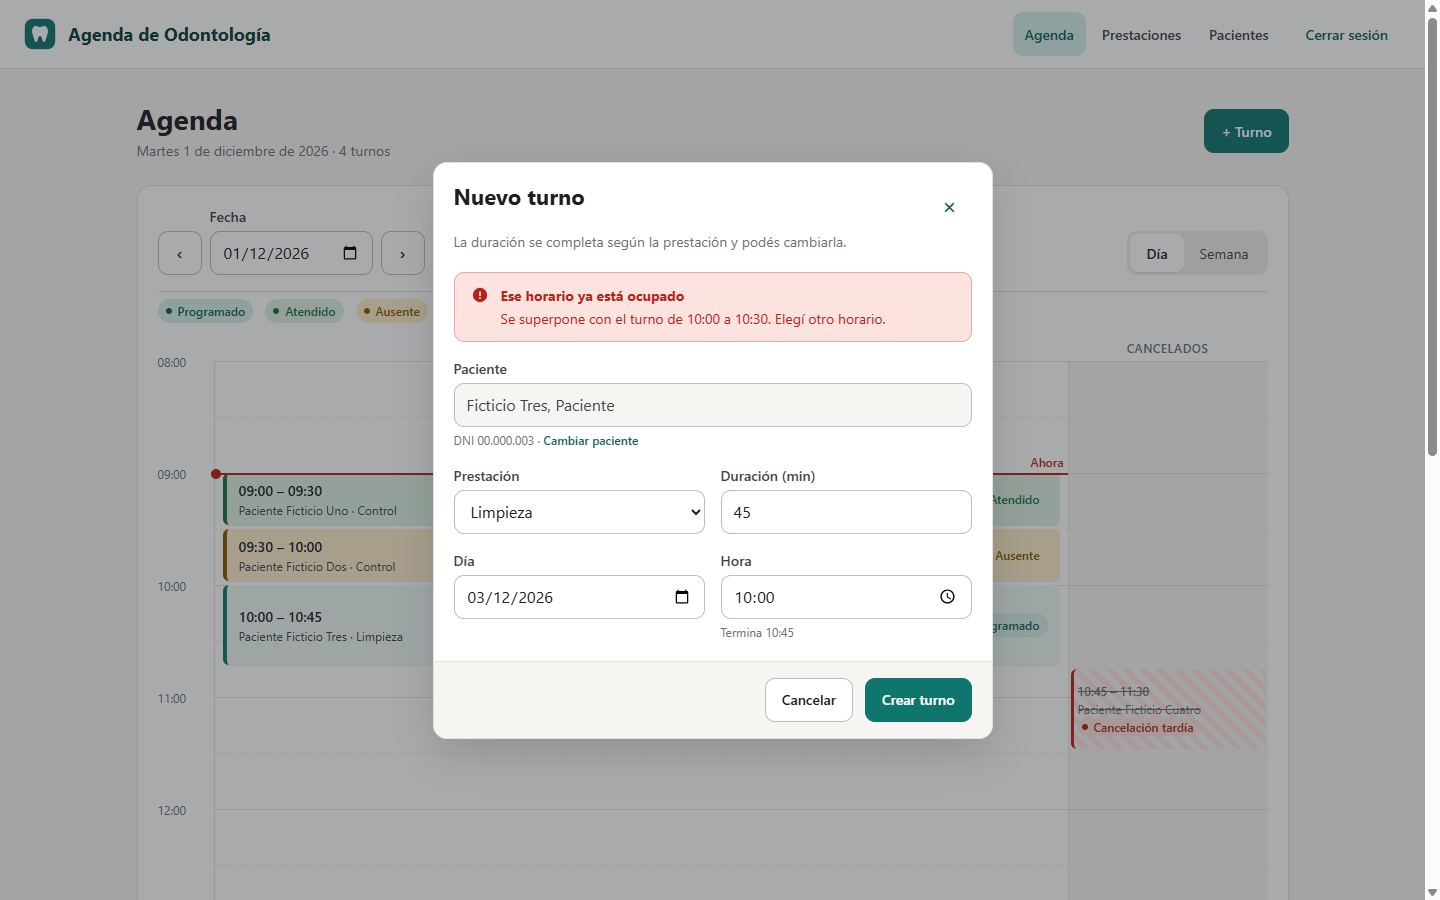 Agenda de Odontología
Agenda
Prestaciones
Pacientes
Cerrar sesión
Agenda
Martes 1 de diciembre de 2026 · 4 turnos
+ Turno
Fecha
‹
01/12/2026
›
Día
Semana
Programado
Atendido
Ausente
CANCELADOS
08:00
09:00
10:00
11:00
12:00
Ahora
09:00 – 09:30
Paciente Ficticio Uno · Control
Atendido
09:30 – 10:00
Paciente Ficticio Dos · Control
Ausente
10:00 – 10:45
Paciente Ficticio Tres · Limpieza
gramado
10:45 – 11:30
Paciente Ficticio Cuatro
Cancelación tardía
Nuevo turno
✕
La duración se completa según la prestación y podés cambiarla.
Ese horario ya está ocupado
Se superpone con el turno de 10:00 a 10:30. Elegí otro horario.
Paciente
Ficticio Tres, Paciente
DNI 00.000.003 · Cambiar paciente
Prestación
Duración (min)
Limpieza
45
Día
Hora
03/12/2026
10:00
Termina 10:45
Cancelar
Crear turno